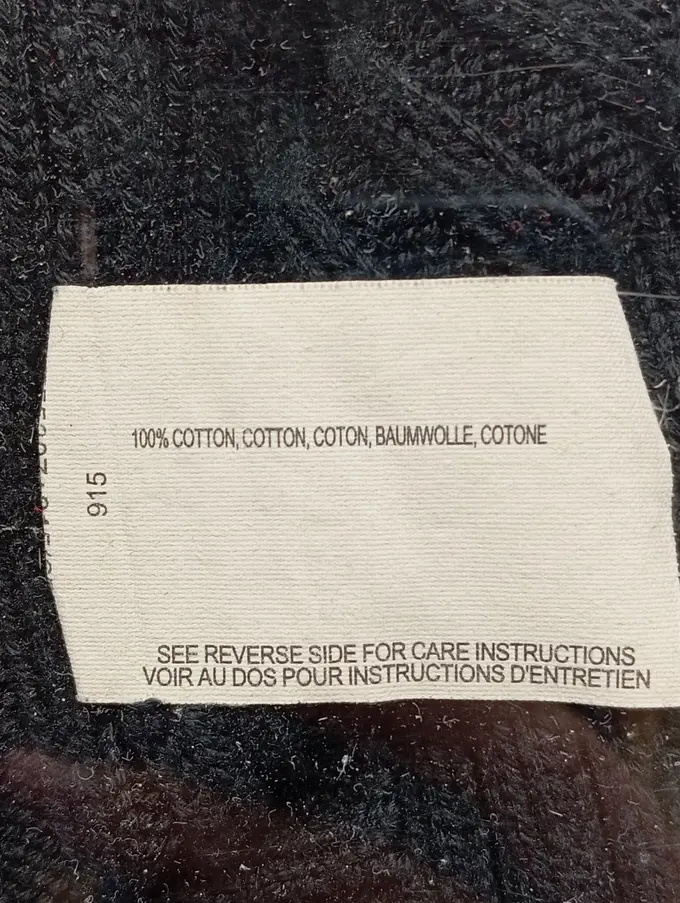 100% COTTON, COTTON, COTON, BAUMWOLLE, COTONE
915
SEE REVERSE SIDE FOR CARE INSTRUCTIONS
VOIR AU DOS POUR INSTRUCTIONS D'ENTRETIEN